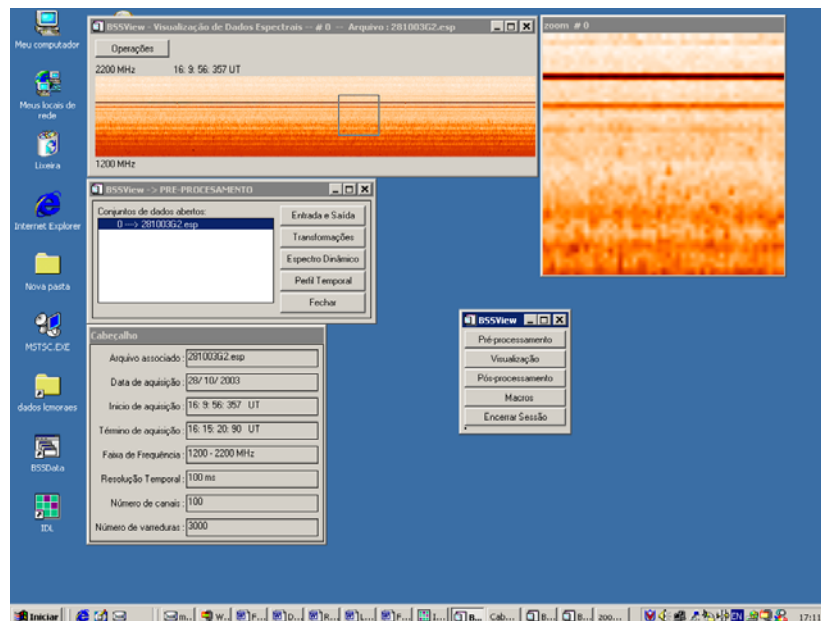 Meu computador
Meus locais de
rede
Lixeira
Internet Explorer
Nova pasta
MSTSC.EXE
dados lcmoraes
BSSData
IDL
BSSView - Visualização de Dados Espectrais -- # 0 -- Arquivo : 281003G2.esp
Operações
2200 MHz 16: 9: 56: 357 UT
1200 MHz
zoom # 0
BSSView -> PRE-PROCESAMENTO
Conjuntos de dados abertos:
0 --> 281003G2.esp
Entrada e Saída
Transformações
Espectro Dinâmico
Perfil Temporal
Fechar
Cabeçalho
Arquivo associado : 281003G2.esp
Data de aquisição : 28/ 10/ 2003
Início de aquisição : 16: 9: 56: 357 UT
Término de aquisição : 16: 15: 20: 90 UT
Faixa de Frequência : 1200 - 2200 MHz
Resolução Temporal : 100 ms
Número de canais : 100
Número de varreduras : 3000
BSSView
Pré-processamento
Visualização
Pós-processamento
Macros
Encerrar Sessão
Iniciar m... W... F... D... R... L... F... I... B... Cab... B... B... zoo... EN 17:11